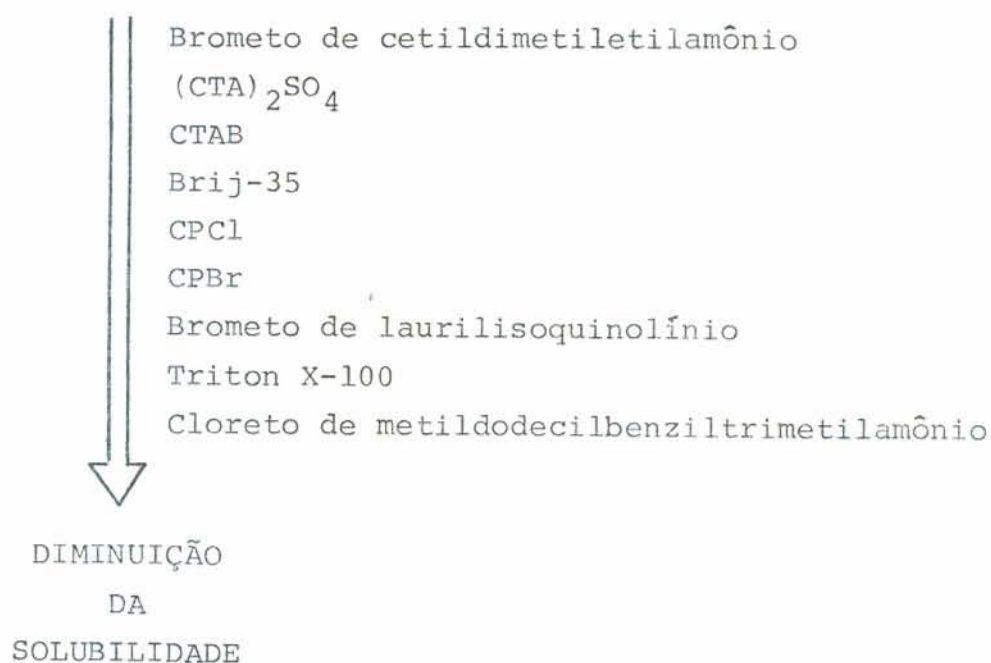 Brometo de cetildimetiletilamônio
(CTA)₂SO₄
CTAB
Brij-35
CPCl
CPBr
Brometo de laurilisoquinolínio
Triton X-100
Cloreto de metildodecilbenziltrimetilamônio
DIMINUIÇÃO
DA
SOLUBILIDADE